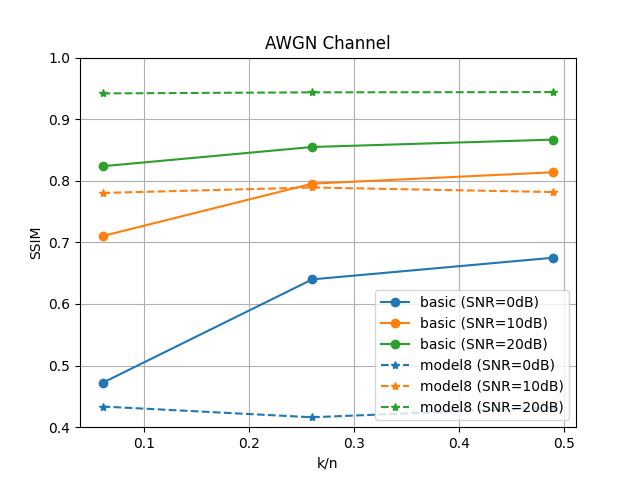 AWGN Channel
1.0
0.9
0.8
0.7
0.6
0.5
0.4
SSIM
basic (SNR=0dB)
basic (SNR=10dB)
basic (SNR=20dB)
model8 (SNR=0dB)
model8 (SNR=10dB)
model8 (SNR=20dB)
0.1 0.2 0.3 0.4 0.5
k/n